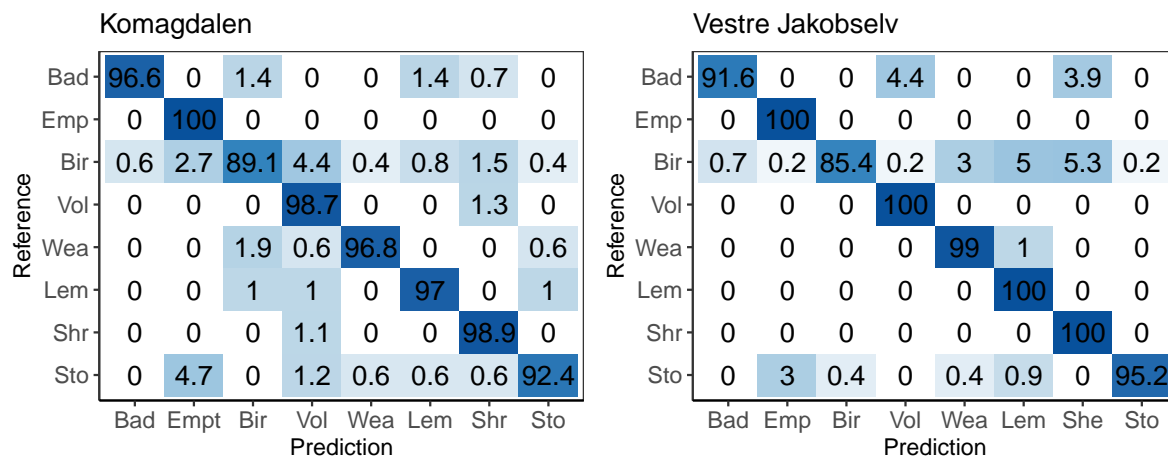 Komagdalen
Vestre Jakobselv
Reference
Bad 96.6 0 1.4 0 0 1.4 0.7 0
Emp 0 100 0 0 0 0 0 0
Bir 0.6 2.7 89.1 4.4 0.4 0.8 1.5 0.4
Vol 0 0 0 98.7 0 0 1.3 0
Wea 0 0 1.9 0.6 96.8 0 0 0.6
Lem 0 0 1 1 0 97 0 1
Shr 0 0 0 1.1 0 0 98.9 0
Sto 0 4.7 0 1.2 0.6 0.6 0.6 92.4
Bad Empt Bir Vol Wea Lem Shr Sto
Prediction
Reference
Bad 91.6 0 0 4.4 0 0 3.9 0
Emp 0 100 0 0 0 0 0 0
Bir 0.7 0.2 85.4 0.2 3 5 5.3 0.2
Vol 0 0 0 100 0 0 0 0
Wea 0 0 0 0 99 1 0 0
Lem 0 0 0 0 0 100 0 0
Shr 0 0 0 0 0 0 100 0
Sto 0 3 0.4 0 0.4 0.9 0 95.2
Bad Emp Bir Vol Wea Lem She Sto
Prediction